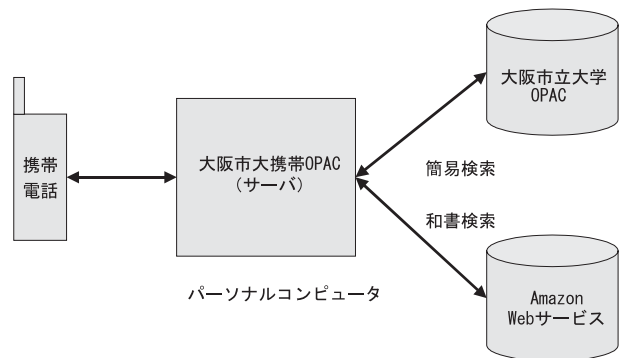 大阪市立大学
OPAC
携帯
電話
大阪市大携帯OPAC
（サーバ）
簡易検索
和書検索
パーソナルコンピュータ
Amazon
Webサービス